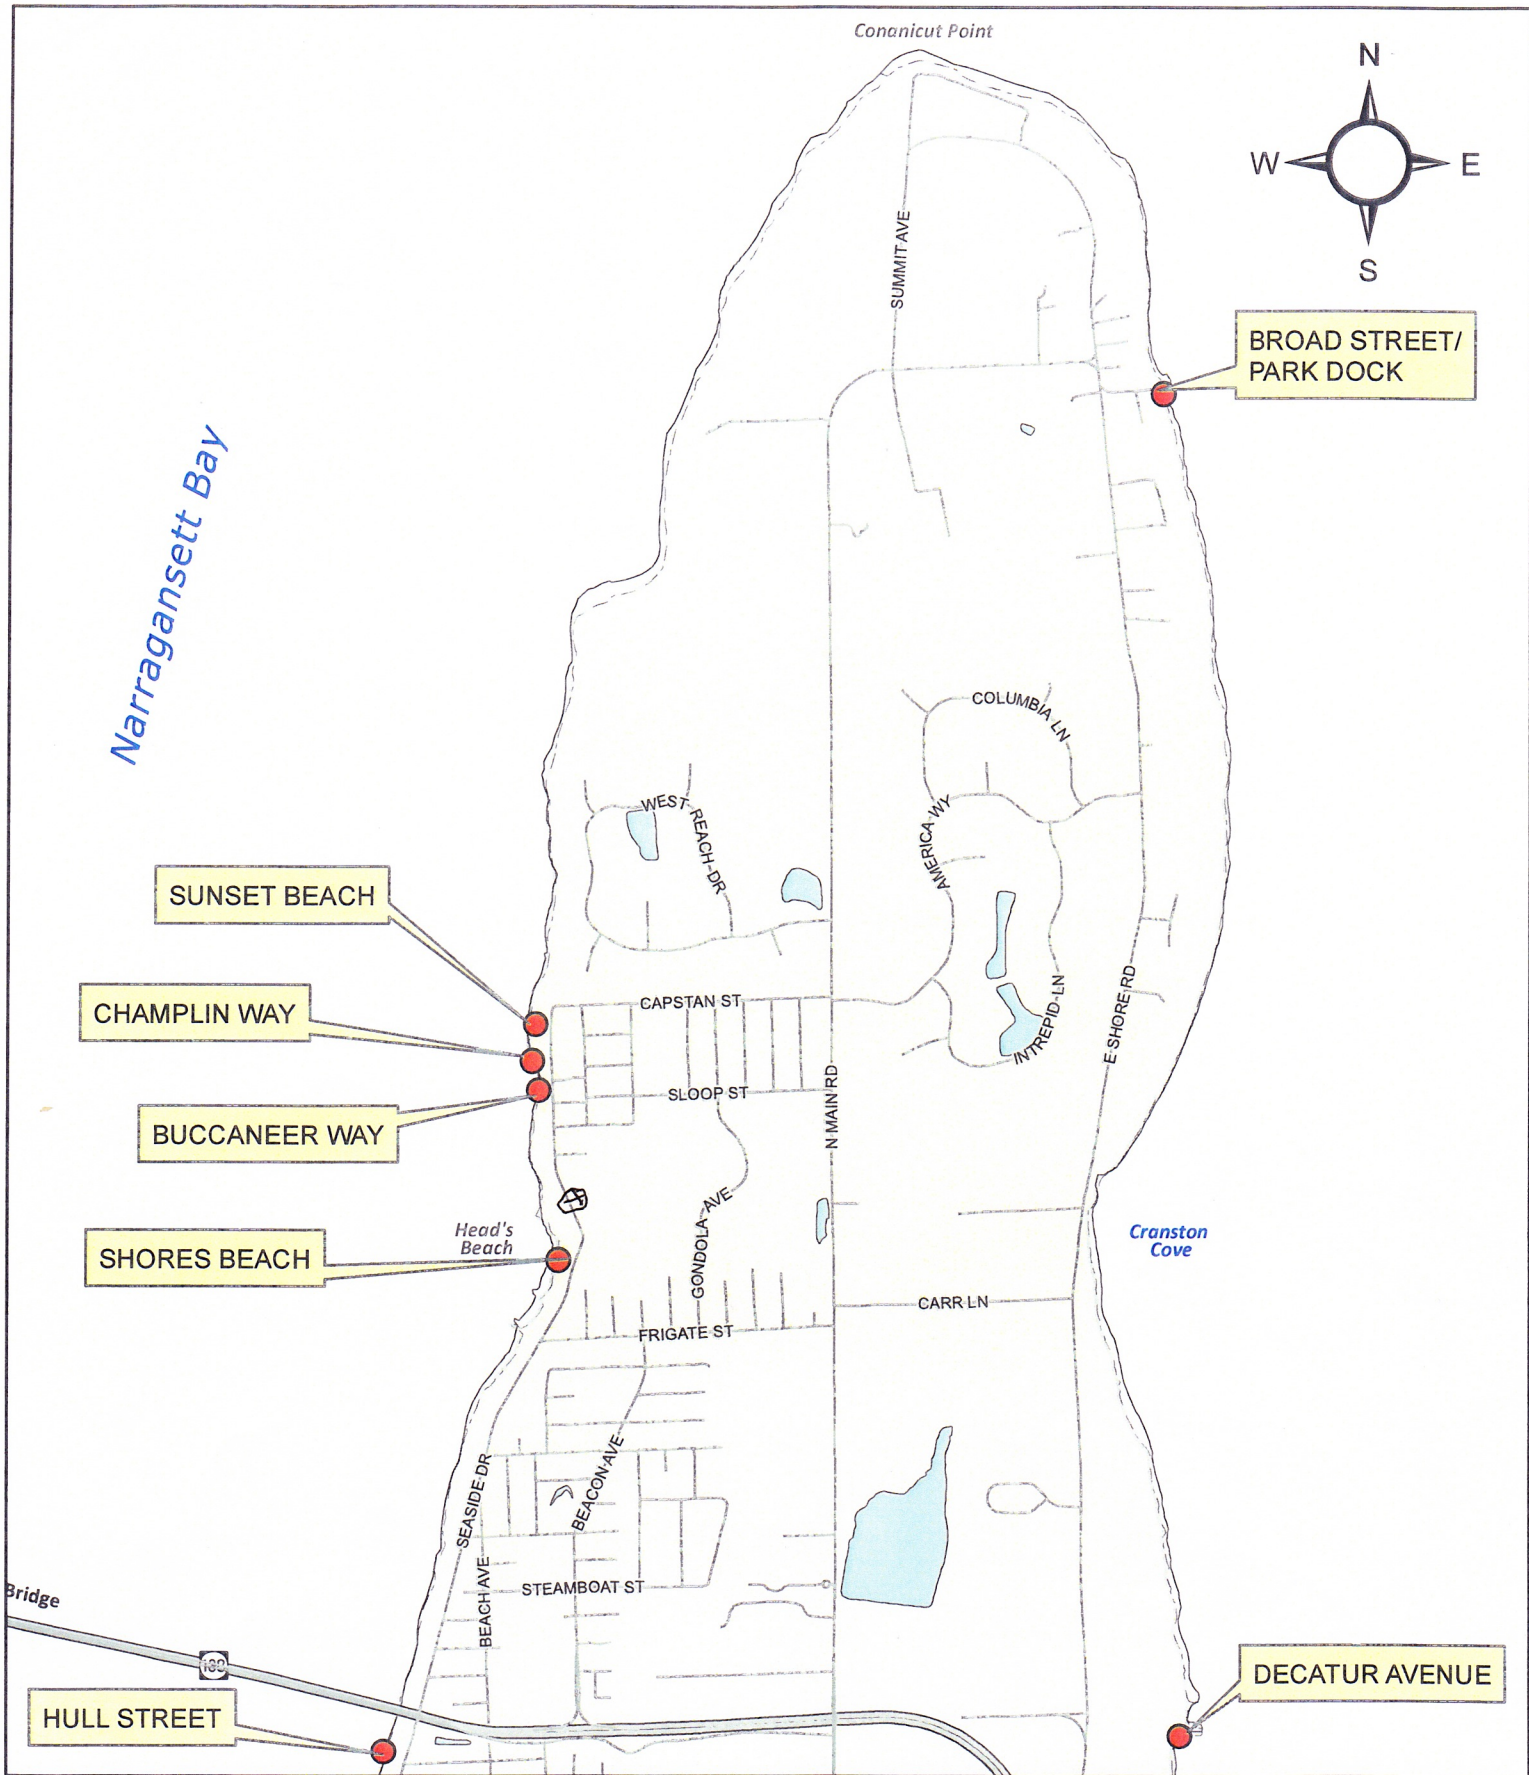 Conanicut Point
N
W
E
S
SUMMIT AVE
BROAD STREET/
PARK DOCK
Narragansett Bay
COLUMBIA LN
WEST REACH DR
AMERICA WY
SUNSET BEACH
CAPSTAN ST
CHAMPLIN WAY
INTREPID LN
E SHORE RD
SLOOP ST
N MAIN RD
BUCCANEER WAY
GONDOLA AVE
Head's
Beach
Cranston
Cove
SHORES BEACH
CARR LN
FRIGATE ST
SEASIDE DR
BEACON AVE
BEACH AVE
STEAMBOAT ST
Bridge
DECATUR AVENUE
HULL STREET